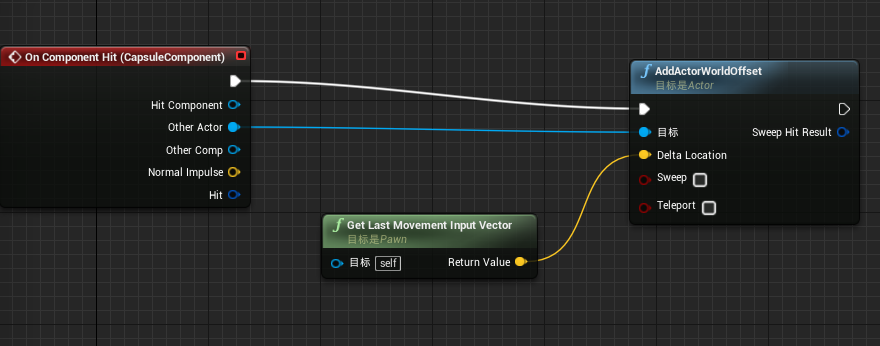 On Component Hit (CapsuleComponent)
Hit Component
Other Actor
Other Comp
Normal Impulse
Hit
f Get Last Movement Input Vector
目标是Pawn
目标 self
Return Value
f AddActorWorldOffset
目标是Actor
目标
Sweep Hit Result
Delta Location
Sweep
Teleport